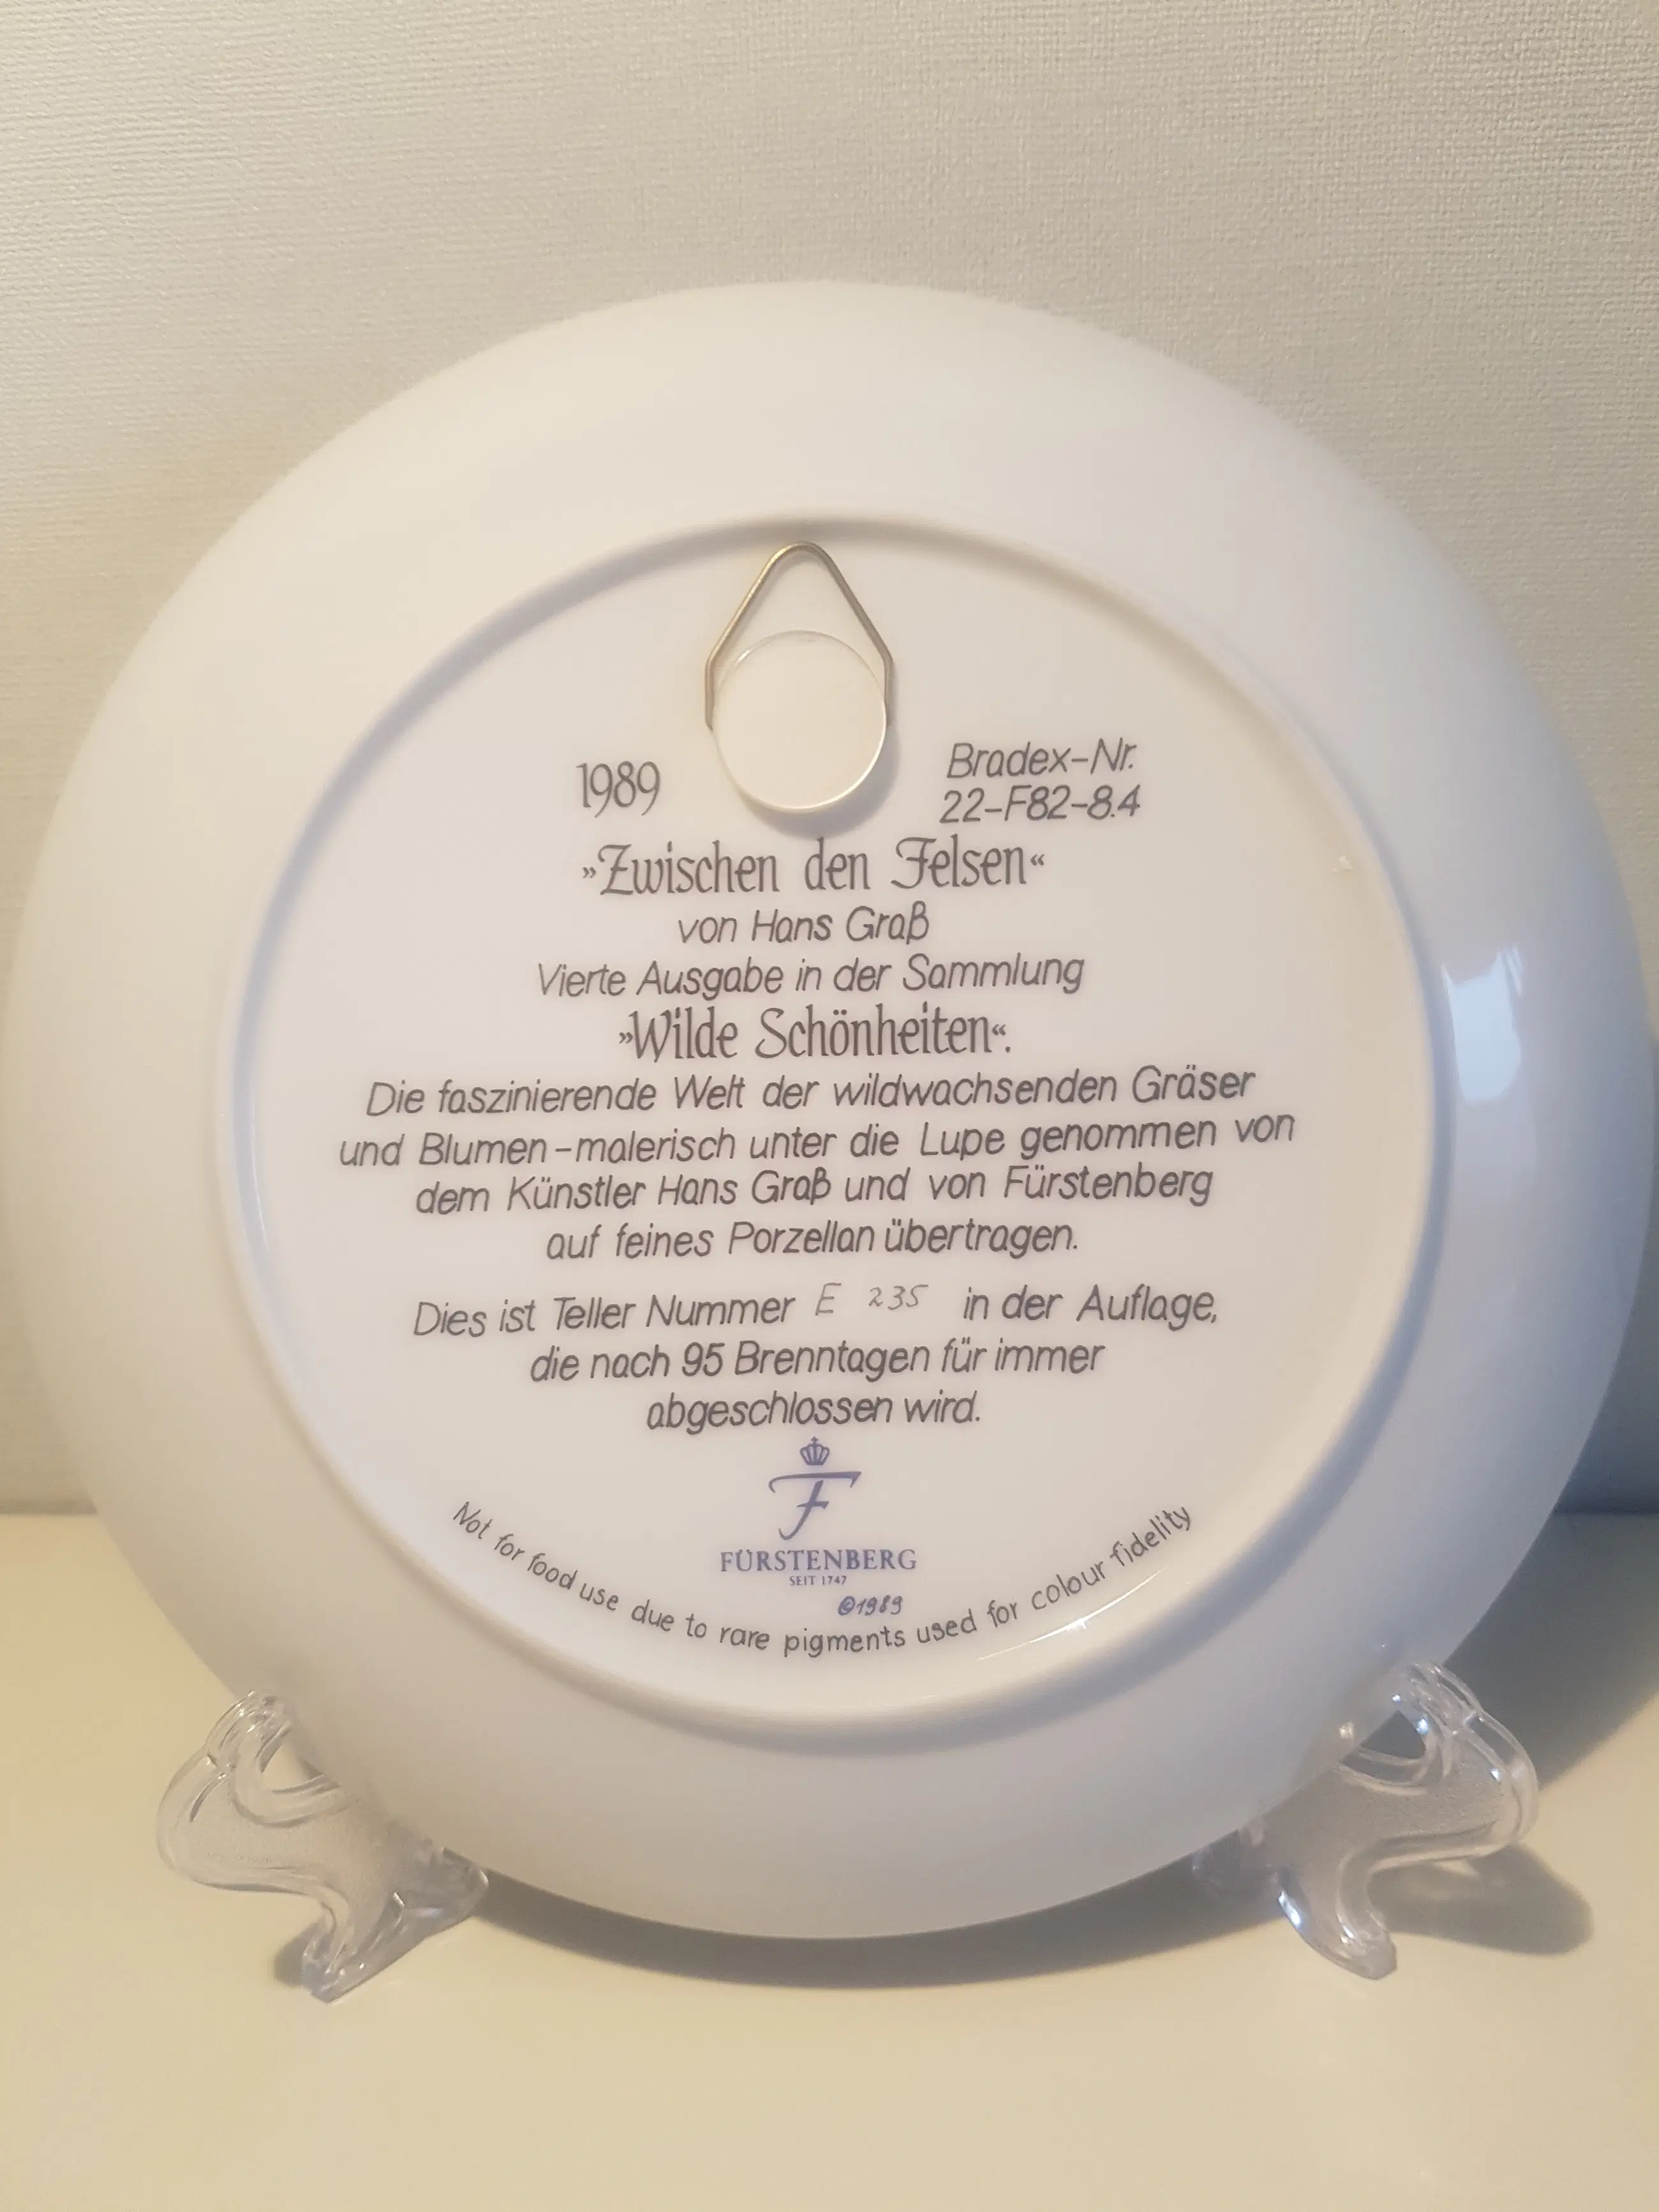 1989
Bradex-Nr.
22-F82-8.4
»Zwischen den Felsen«
von Hans Graß
Vierte Ausgabe in der Sammlung
»Wilde Schönheiten«.
Die faszinierende Welt der wildwachsenden Gräser
und Blumen-malerisch unter die Lupe genommen von
dem Künstler Hans Graß und von Fürstenberg
auf feines Porzellan übertragen.
Dies ist Teller Nummer E 235 in der Auflage,
die nach 95 Brenntagen für immer
abgeschlossen wird.
F
FÜRSTENBERG
SEIT 1747
©1989
Not for food use due to rare pigments used for colour fidelity